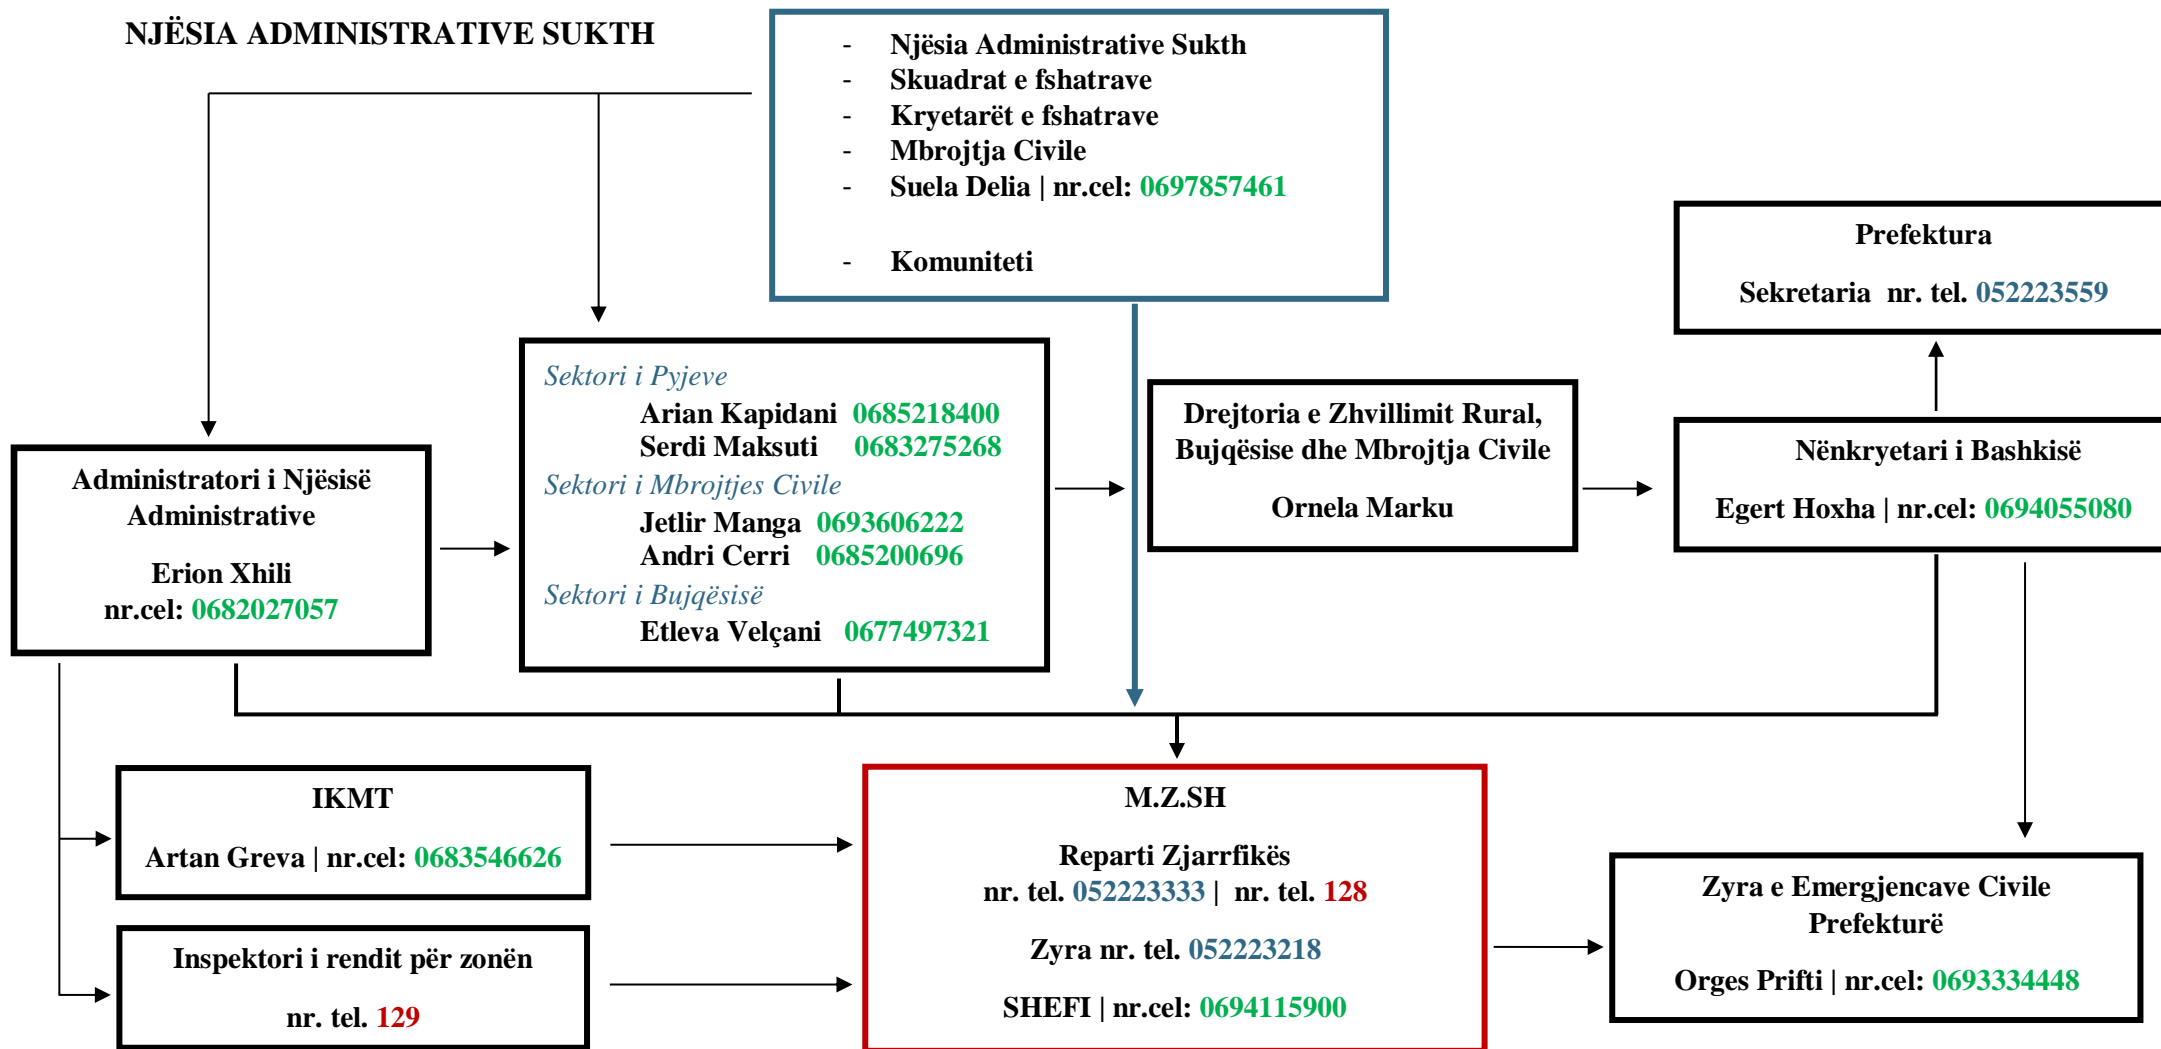 NJËSIA ADMINISTRATIVE SUKTH
- Njësia Administrative Sukth
- Skuadrat e fshatrave
- Kryetarët e fshatrave
- Mbrojtja Civile
- Suela Delia | nr.cel: 0697857461
- Komuniteti
Prefektura
Sekretaria nr. tel. 052223559
Sektori i Pyjeve
Arian Kapidani 0685218400
Serdi Maksuti 0683275268
Sektori i Mbrojtjes Civile
Jetlir Manga 0693606222
Andri Cerri 0685200696
Sektori i Bujqësisë
Etleva Velçani 0677497321
Drejtoria e Zhvillimit Rural,
Bujqësise dhe Mbrojtja Civile
Ornela Marku
Nënkryetari i Bashkisë
Egert Hoxha | nr.cel: 0694055080
Administratori i Njësisë
Administrative
Erion Xhili
nr.cel: 0682027057
IKMT
Artan Greva | nr.cel: 0683546626
Inspektori i rendit për zonën
nr. tel. 129
M.Z.SH
Reparti Zjarrfikës
nr. tel. 052223333 | nr. tel. 128
Zyra nr. tel. 052223218
SHEFI | nr.cel: 0694115900
Zyra e Emergjencave Civile
Prefekturë
Orges Prifti | nr.cel: 0693334448